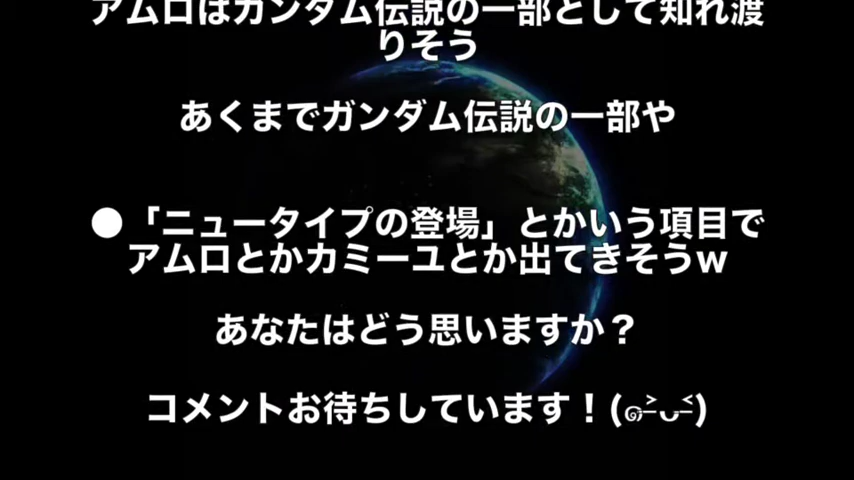 アムロはガンダム伝説の一部として知れ渡
りそう
あくまでガンダム伝説の一部や
●「ニュータイプの登場」とかいう項目で
アムロとかカミーユとか出てきそうw
あなたはどう思いますか？
コメントお待ちしています！(๑˃̵ᴗ˂̵)